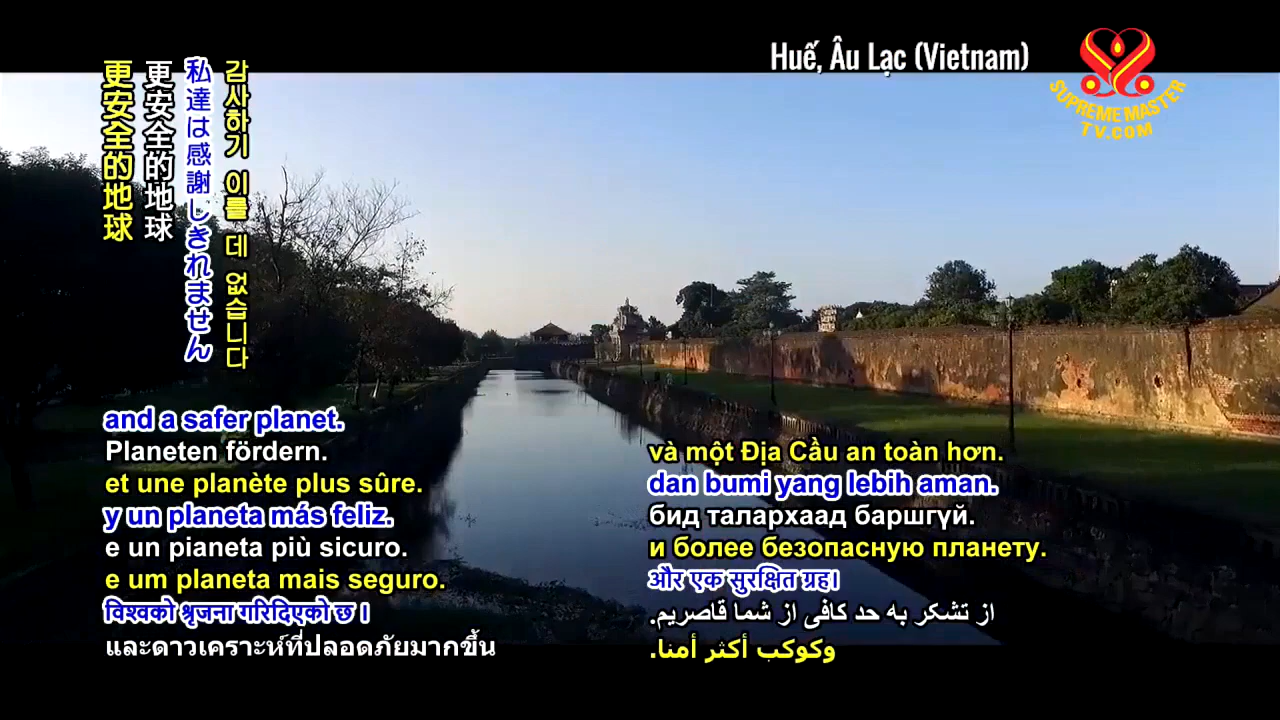 Huế, Âu Lạc (Vietnam)
SUPREME MASTER
TV.COM
감사하기 이를 데 없습니다
私達は感謝しきれません
更安全的地球
更安全的地球
and a safer planet.
Planeten fördern.
et une planète plus sûre.
y un planeta más feliz.
e un pianeta più sicuro.
e um planeta mais seguro.
विश्वको श्रृजना गरिदिएको छ ।
และดาวเคราะห์ที่ปลอดภัยมากขึ้น
và một Địa Cầu an toàn hơn.
dan bumi yang lebih aman.
бид талархаад баршгүй.
и более безопасную планету.
और एक सुरक्षित ग्रह।
از تشکر به حد کافی از شما قاصریم.
وكوكب أكثر أمنا.